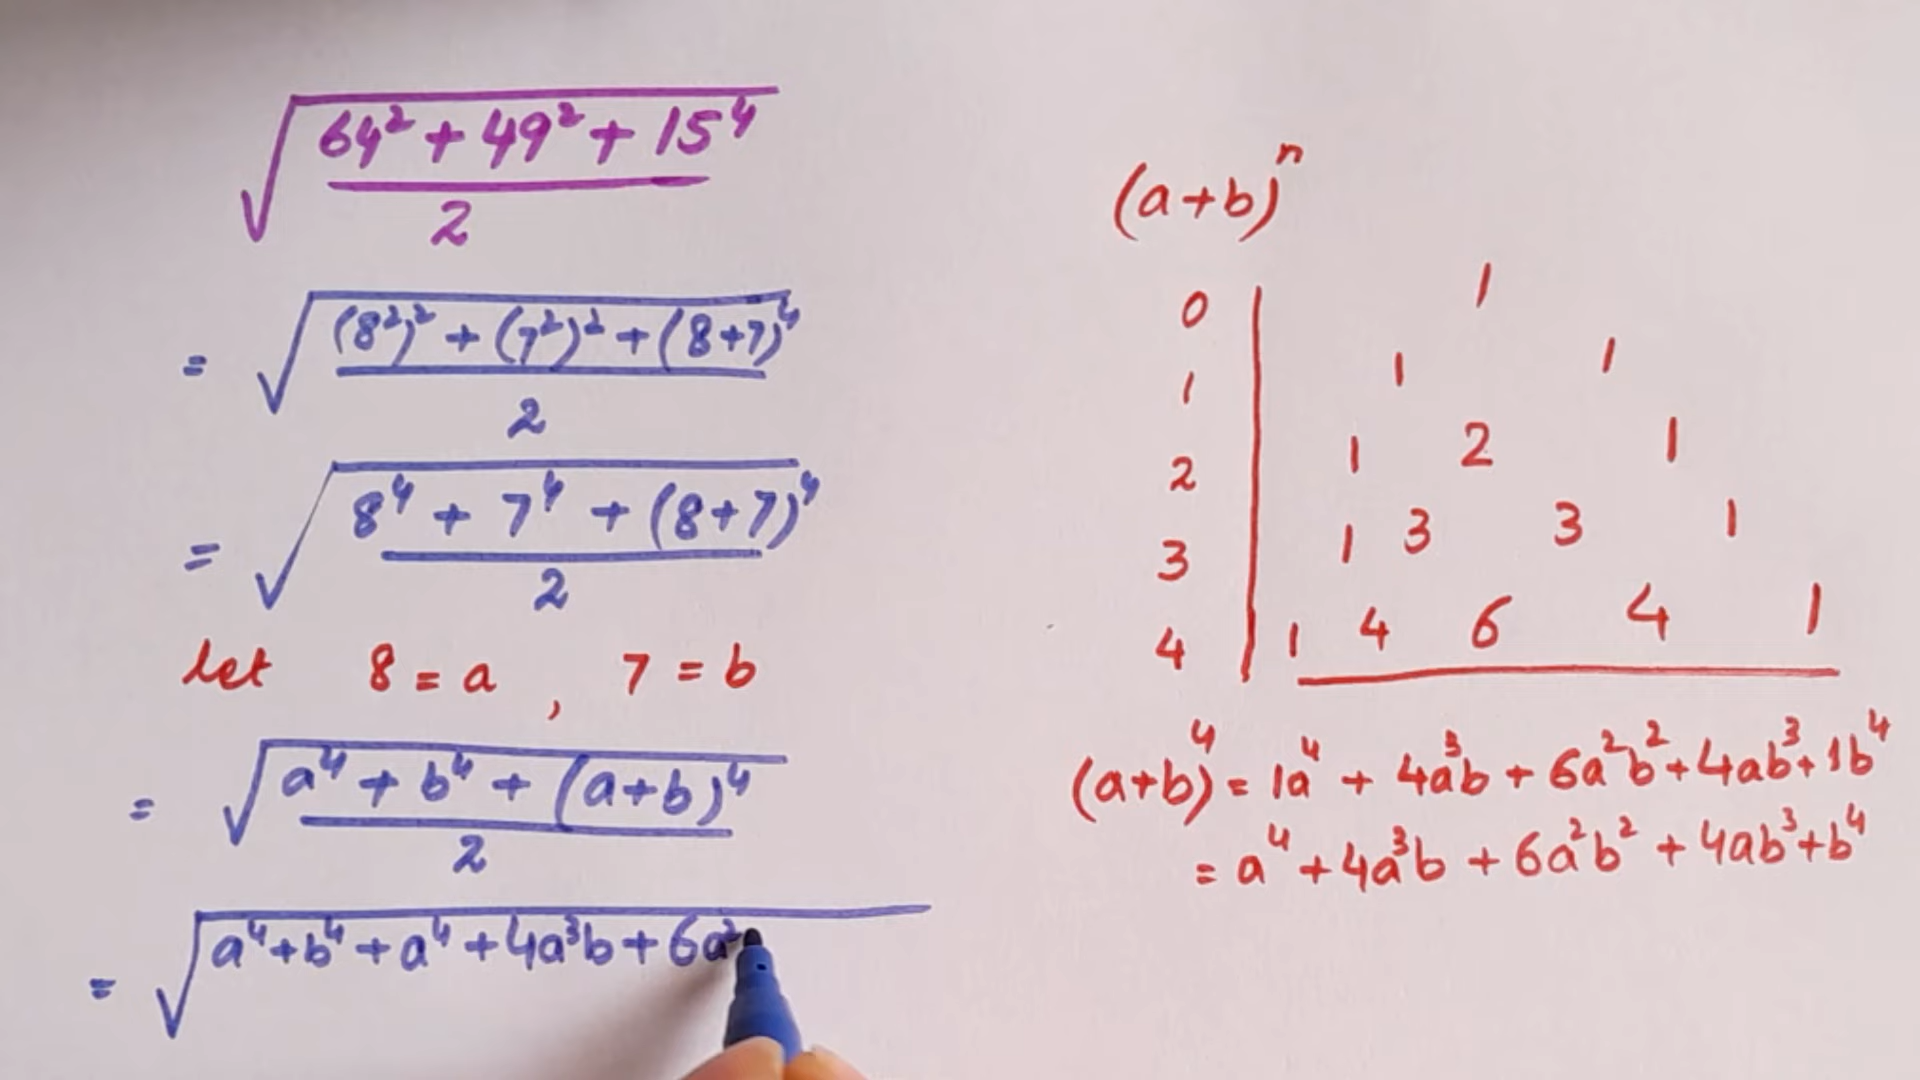 √((64² + 49² + 15⁴)/2)
= √(((8²)² + (7²)² + (8+7)⁴)/2)
= √((8⁴ + 7⁴ + (8+7)⁴)/2)
let 8 = a , 7 = b
= √((a⁴ + b⁴ + (a+b)⁴)/2)
= √(a⁴+b⁴+a⁴+4a³b+6a²
(a+b)ⁿ
0 | 1
1 | 1 1
2 | 1 2 1
3 | 1 3 3 1
4 | 1 4 6 4 1
(a+b)⁴ = 1a⁴ + 4a³b + 6a²b² + 4ab³ + 1b⁴
= a⁴ + 4a³b + 6a²b² + 4ab³ + b⁴